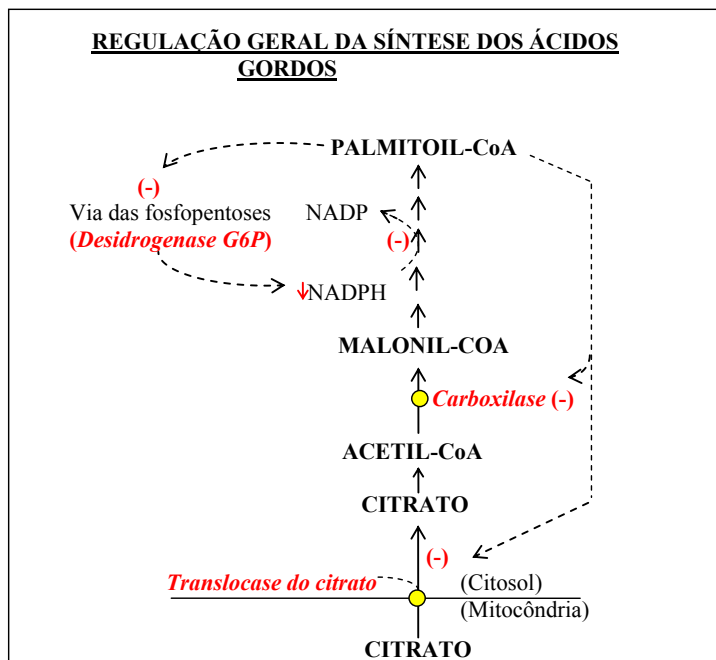 REGULAÇÃO GERAL DA SÍNTESE DOS ÁCIDOS
GORDOS
PALMITOIL-CoA
(-)
Via das fosfopentoses
(Desidrogenase G6P)
NADP
(-)
↓NADPH
MALONIL-COA
Carboxilase (-)
ACETIL-CoA
CITRATO
(-)
Translocase do citrato
(Citosol)
(Mitocôndria)
CITRATO